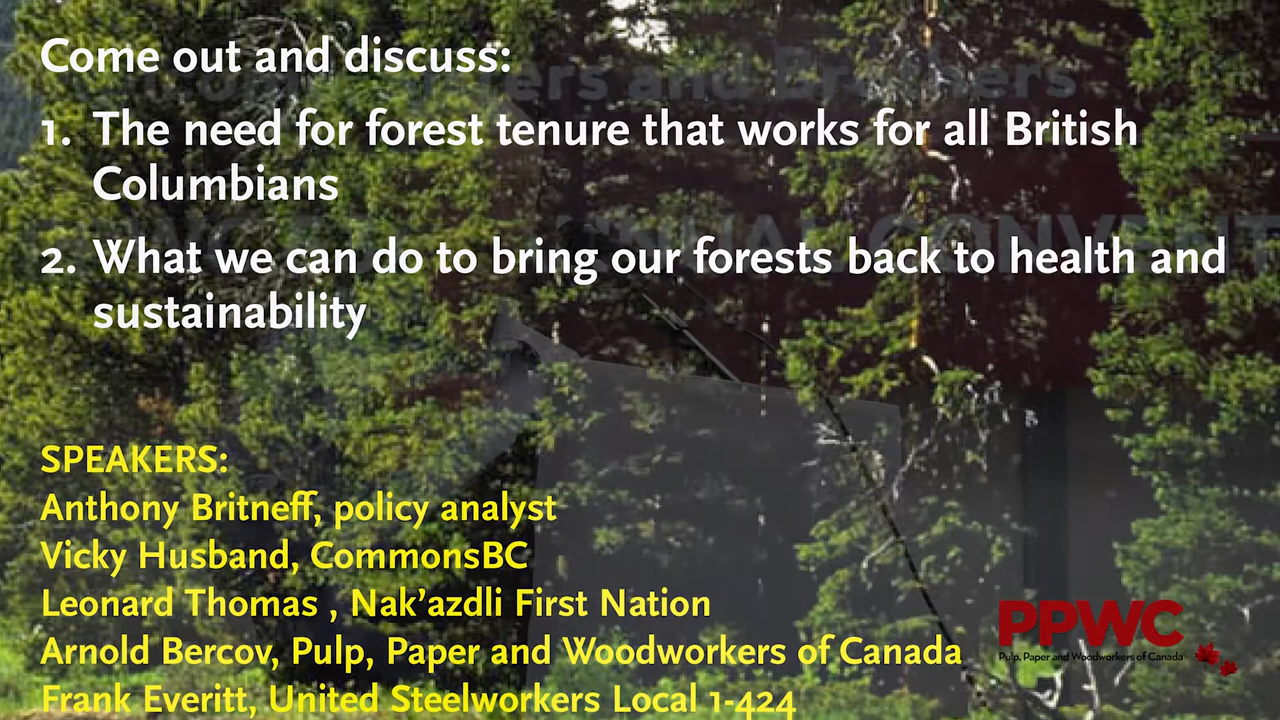 Come out and discuss:
1. The need for forest tenure that works for all British
Columbians
2. What we can do to bring our forests back to health and
sustainability
SPEAKERS:
Anthony Britneff, policy analyst
Vicky Husband, CommonsBC
Leonard Thomas , Nak’azdli First Nation
Arnold Bercov, Pulp, Paper and Woodworkers of Canada
Frank Everitt, United Steelworkers Local 1-424
PPWC
Pulp, Paper and Woodworkers of Canada